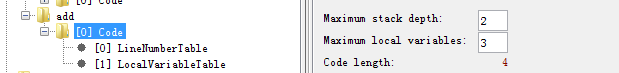 [0] Code
add
[0] Code
[0] LineNumberTable
[1] LocalVariableTable
Maximum stack depth: 2
Maximum local variables: 3
Code length: 4